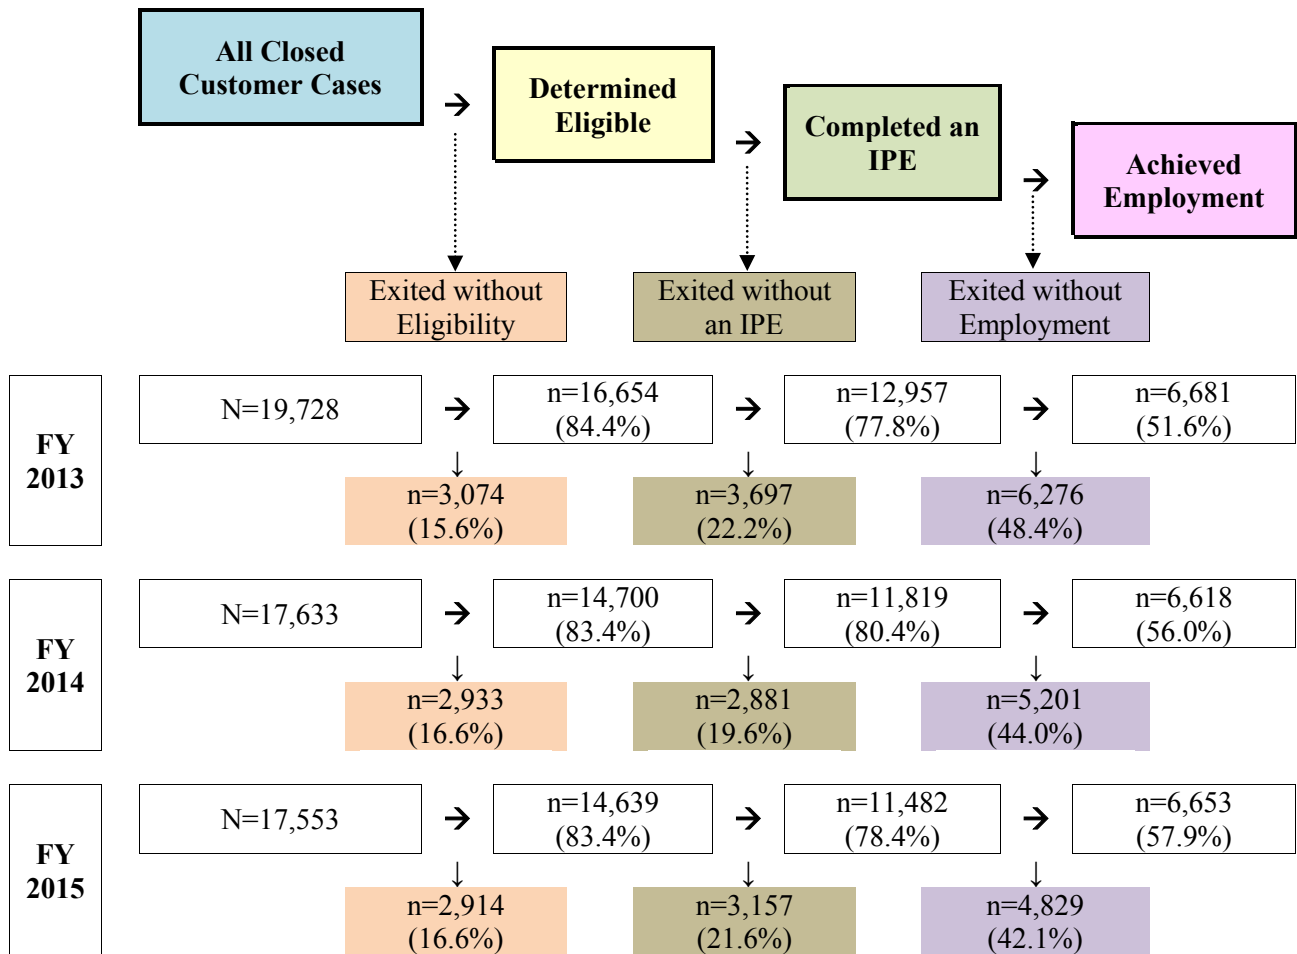 All Closed
Customer Cases
→
Determined
Eligible
→
Completed an
IPE
→
Achieved
Employment
Exited without
Eligibility
Exited without
an IPE
Exited without
Employment
FY
2013
N=19,728
→
n=16,654
(84.4%)
→
n=12,957
(77.8%)
→
n=6,681
(51.6%)
↓
↓
↓
n=3,074
(15.6%)
n=3,697
(22.2%)
n=6,276
(48.4%)
FY
2014
N=17,633
→
n=14,700
(83.4%)
→
n=11,819
(80.4%)
→
n=6,618
(56.0%)
↓
↓
↓
n=2,933
(16.6%)
n=2,881
(19.6%)
n=5,201
(44.0%)
FY
2015
N=17,553
→
n=14,639
(83.4%)
→
n=11,482
(78.4%)
→
n=6,653
(57.9%)
↓
↓
↓
n=2,914
(16.6%)
n=3,157
(21.6%)
n=4,829
(42.1%)